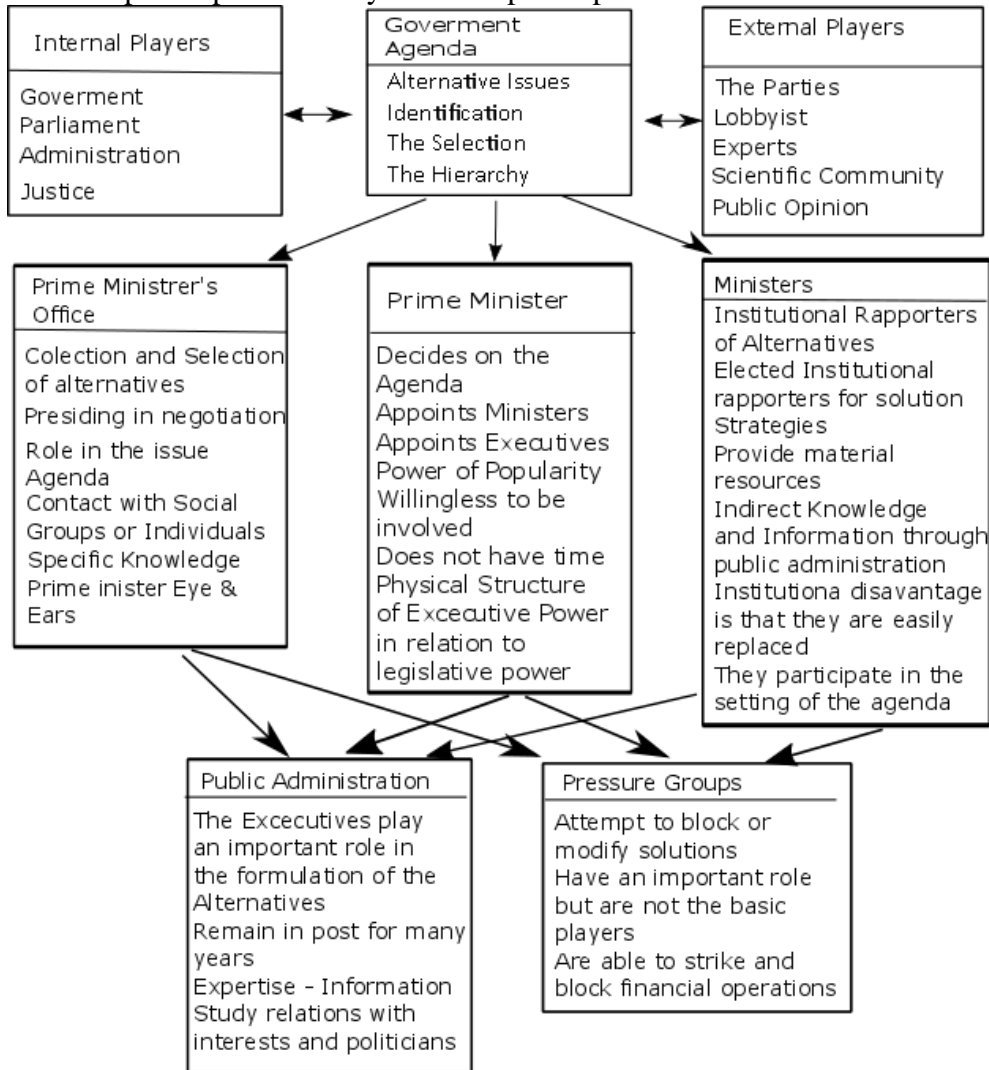 Internal Players
Goverment
Parliament
Administration
Justice
Goverment
Agenda
Alternative Issues
Identification
The Selection
The Hierarchy
External Players
The Parties
Lobbyist
Experts
Scientific Community
Public Opinion
Prime Ministrer's
Office
Colection and Selection
of alternatives
Presiding in negotiation
Role in the issue
Agenda
Contact with Social
Groups or Individuals
Specific Knowledge
Prime inister Eye &
Ears
Prime Minister
Decides on the
Agenda
Appoints Ministers
Appoints Executives
Power of Popularity
Willingless to be
involved
Does not have time
Physical Structure
of Excecutive Power
in relation to
legislative power
Ministers
Institutional Rapporters
of Alternatives
Elected Institutional
rapporters for solution
Strategies
Provide material
resources
Indirect Knowledge
and Information through
public administration
Institutiona disavantage
is that they are easily
replaced
They participate in the
setting of the agenda
Public Administration
The Excecutives play
an important role in
the formulation of the
Alternatives
Remain in post for many
years
Expertise - Information
Study relations with
interests and politicians
Pressure Groups
Attempt to block or
modify solutions
Have an important role
but are not the basic
players
Are able to strike and
block financial operations